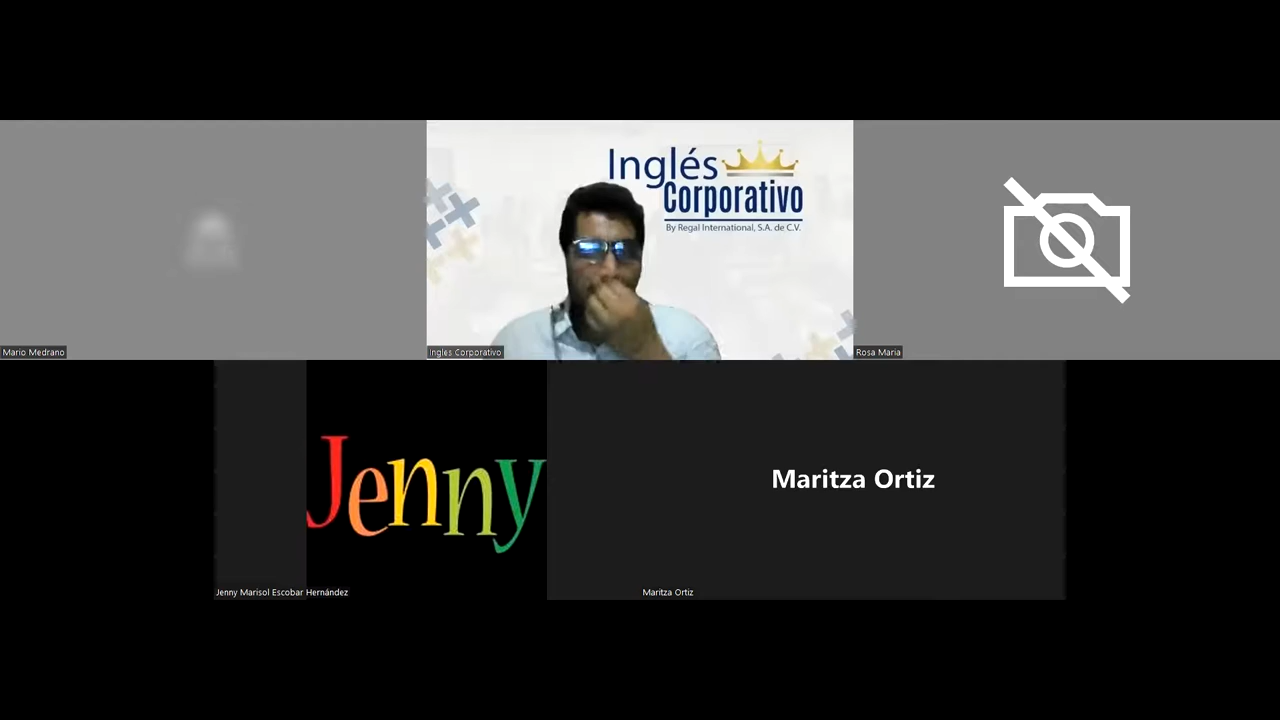 Inglés
Corporativo
By Regal International, S.A. de C.V.
Mario Medrano
Inglés Corporativo
Rosa Maria
Jenny
Maritza Ortiz
Jenny Marisol Escobar Hernández
Maritza Ortiz